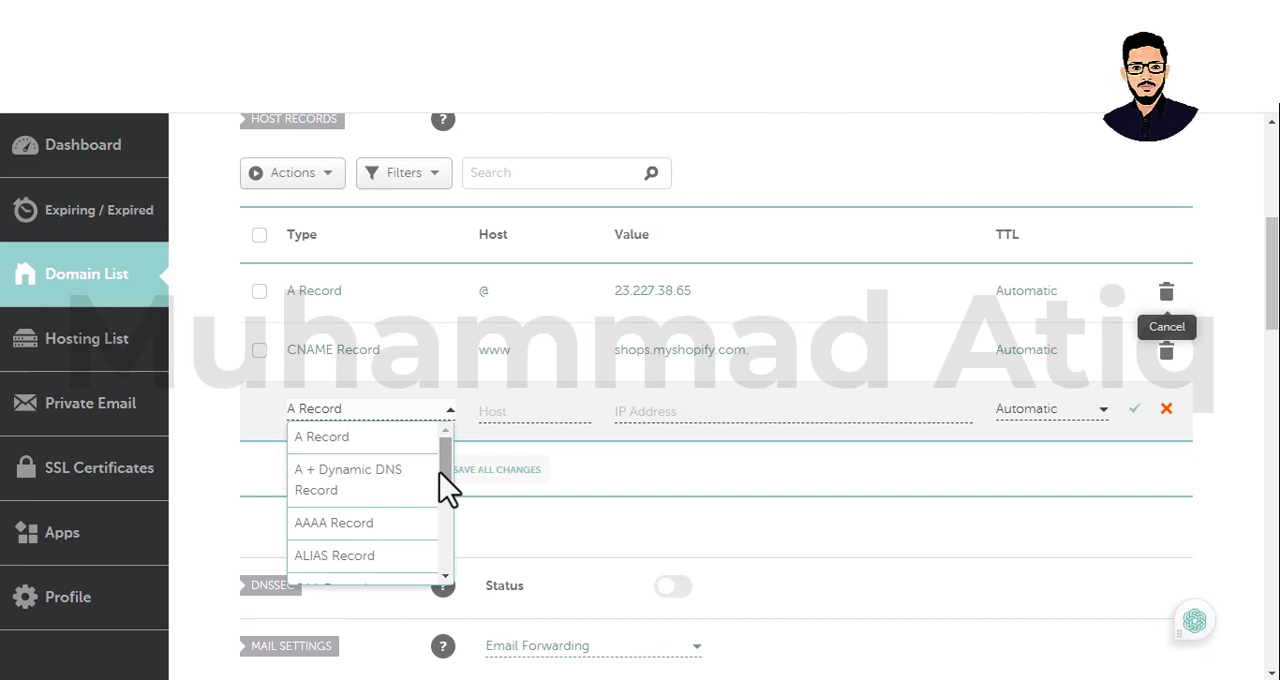 HOST RECORDS
?
Dashboard
Actions
Filters
Search
Expiring / Expired
Type
Host
Value
TTL
Domain List
A Record
@
23.227.38.65
Automatic
Muhammad Atiq
Cancel
Hosting List
CNAME Record
www
shops.myshopify.com.
Automatic
Private Email
A Record
Host
IP Address
Automatic
A Record
SSL Certificates
A + Dynamic DNS
Record
SAVE ALL CHANGES
AAAA Record
Apps
ALIAS Record
DNSSEC
?
Status
Profile
MAIL SETTINGS
?
Email Forwarding